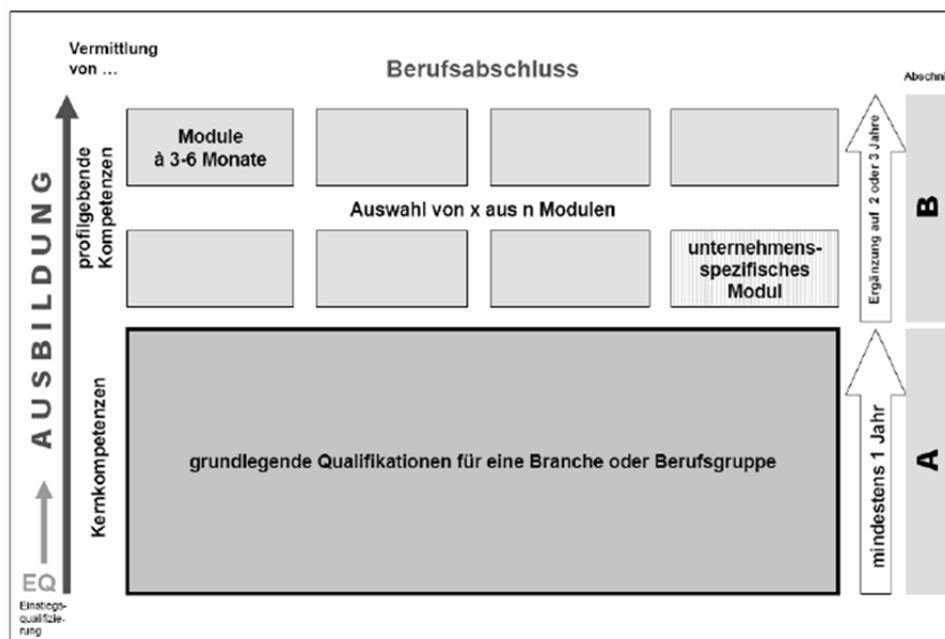 Vermittlung
von ...
Berufsabschluss
Abschni
AUSBILDUNG
profilgebende
Kompetenzen
Module
à 3-6 Monate
Auswahl von x aus n Modulen
unternehmens-
spezifisches
Modul
Ergänzung auf 2 oder 3 Jahre
B
Kernkompetenzen
grundlegende Qualifikationen für eine Branche oder Berufsgruppe
mindestens 1 Jahr
A
EQ
Einstiegs-
qualifizie-
rung